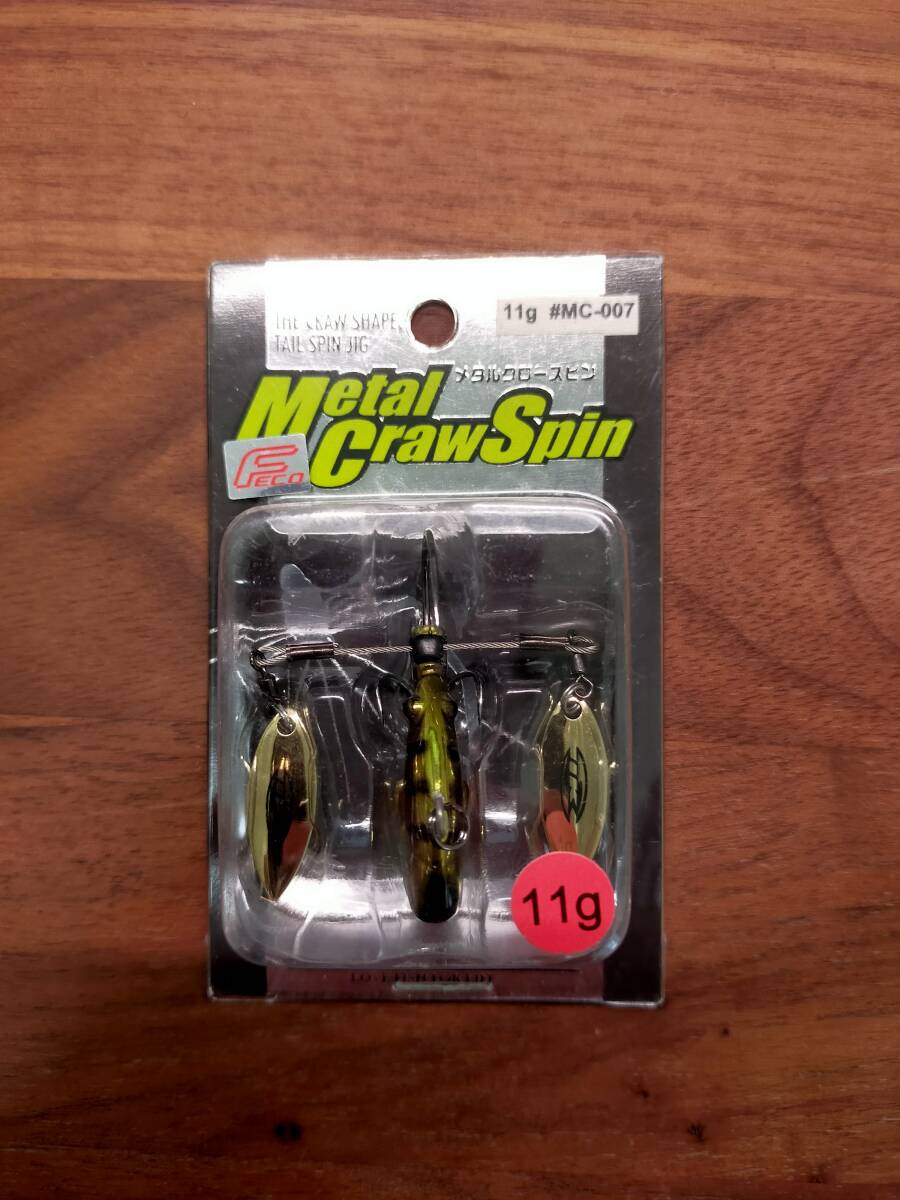 THE CRAW SHAPE,
TAIL SPIN JIG
11g #MC-007
メタルクロースピン
Metal
CrawSpin
FECO
11g